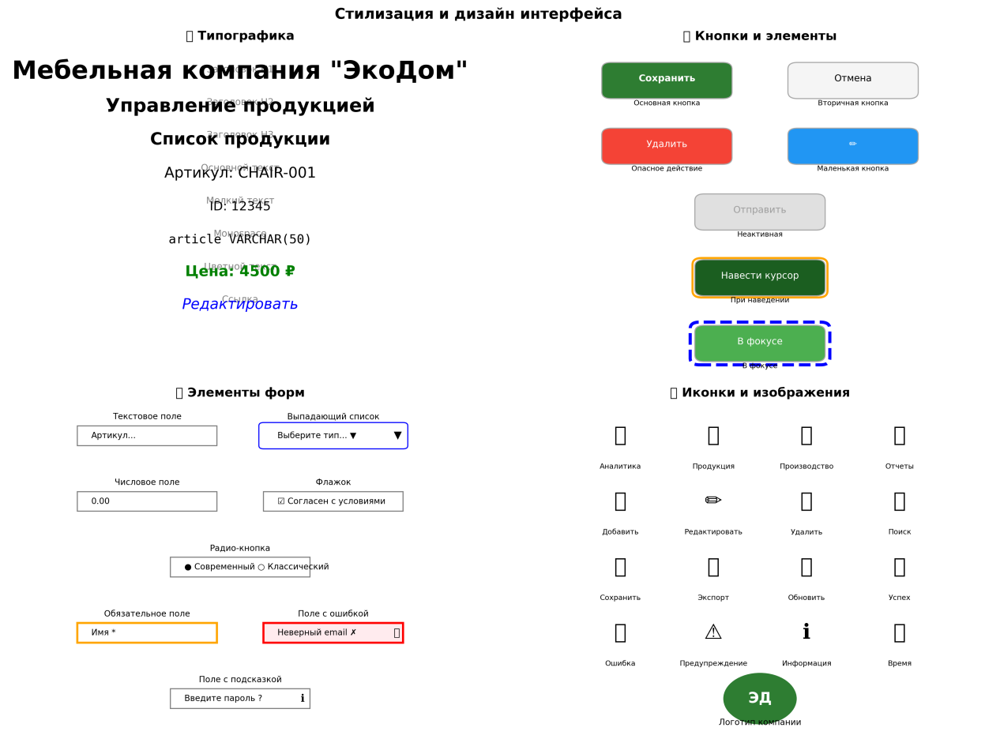 Стилизация и дизайн интерфейса
Типографика
Мебельная компания "ЭкоДом"
Заголовок H1
Управление продукцией
Заголовок H2
Заголовок H3
Список продукции
Основной текст
Артикул: CHAIR-001
Мелкий текст
ID: 12345
article VARCHAR(50)
Цветной текст
Цена: 4500 ₽
Ссылка
Редактировать
Кнопки и элементы
Сохранить Отмена
Основная кнопка Вторичная кнопка
Удалить ✏
Опасное действие Маленькая кнопка
Отправить
Неактивная
Навести курсор
При наведении
В фокусе
В фокусе
Элементы форм
Текстовое поле Выпадающий список
Артикул... Выберите тип... ▼ ▼
Числовое поле Флажок
0.00 ☑ Согласен с условиями
Радио-кнопка
● Современный ○ Классический
Обязательное поле Поле с ошибкой
Имя * Неверный email ✗
Поле с подсказкой
Введите пароль ? ℹ
Иконки и изображения
Аналитика Продукция Производство Отчеты
✏
Добавить Редактировать Удалить Поиск
Сохранить Экспорт Обновить Успех
⚠ ℹ
Ошибка Предупреждение Информация Время
ЭД
Логотип компании